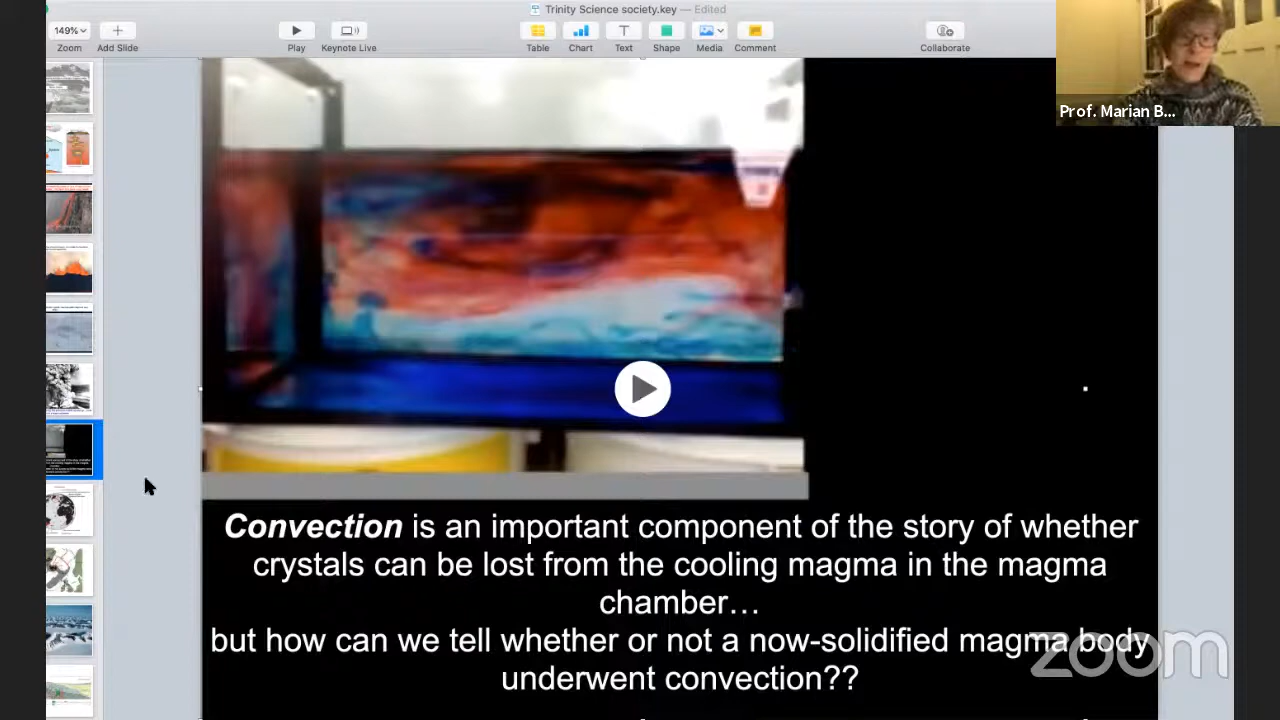 Trinity Science society.key — Edited
149%
Zoom
Add Slide
Play
Keynote Live
Table
Chart
Text
Shape
Media
Comment
Collaborate
Prof. Marian B...
Convection is an important component of the story of whether
crystals can be lost from the cooling magma in the magma
chamber…
but how can we tell whether or not a now-solidified magma body
underwent convection??
zoom